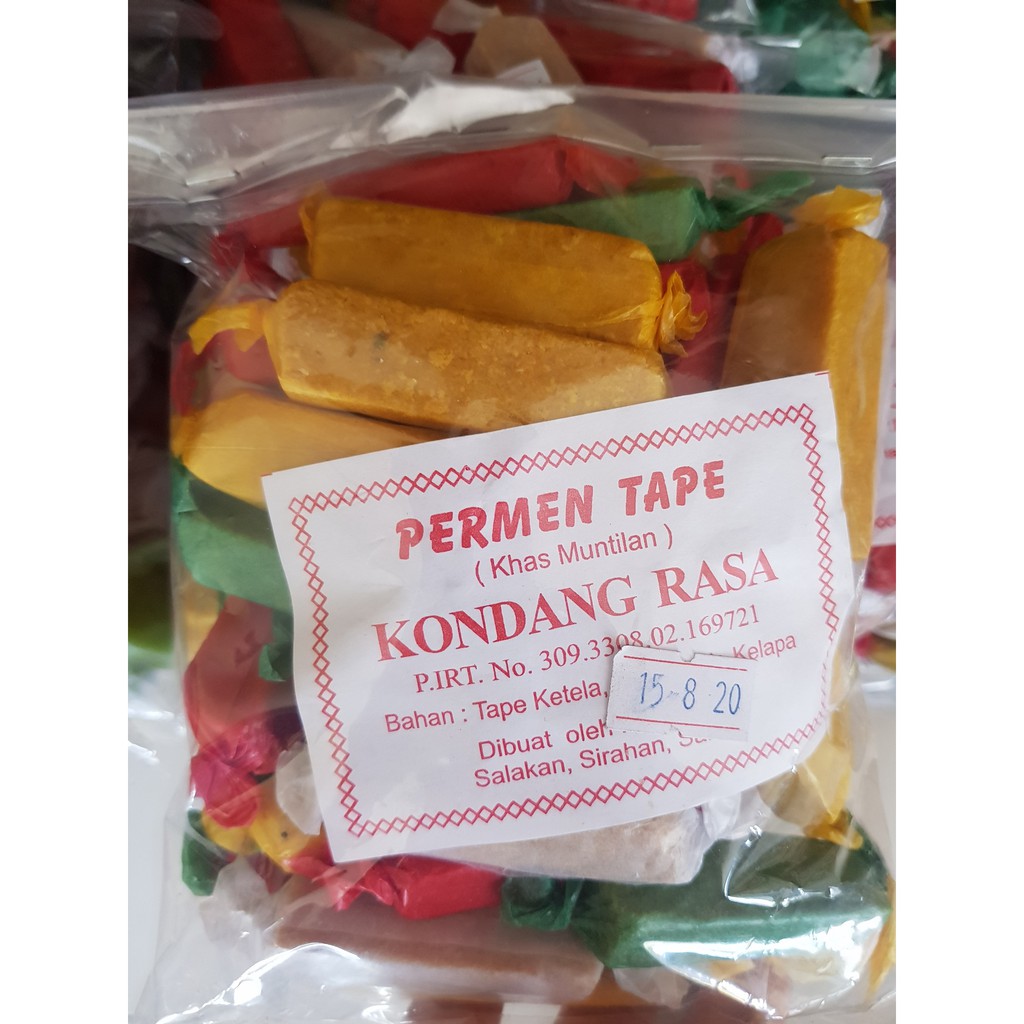 PERMEN TAPE
( Khas Muntilan )
KONDANG RASA
P.IRT. No. 309.3308.02.169721
Bahan : Tape Ketela, Kelapa
15-8 20
Dibuat oleh
Salakan, Sirahan,